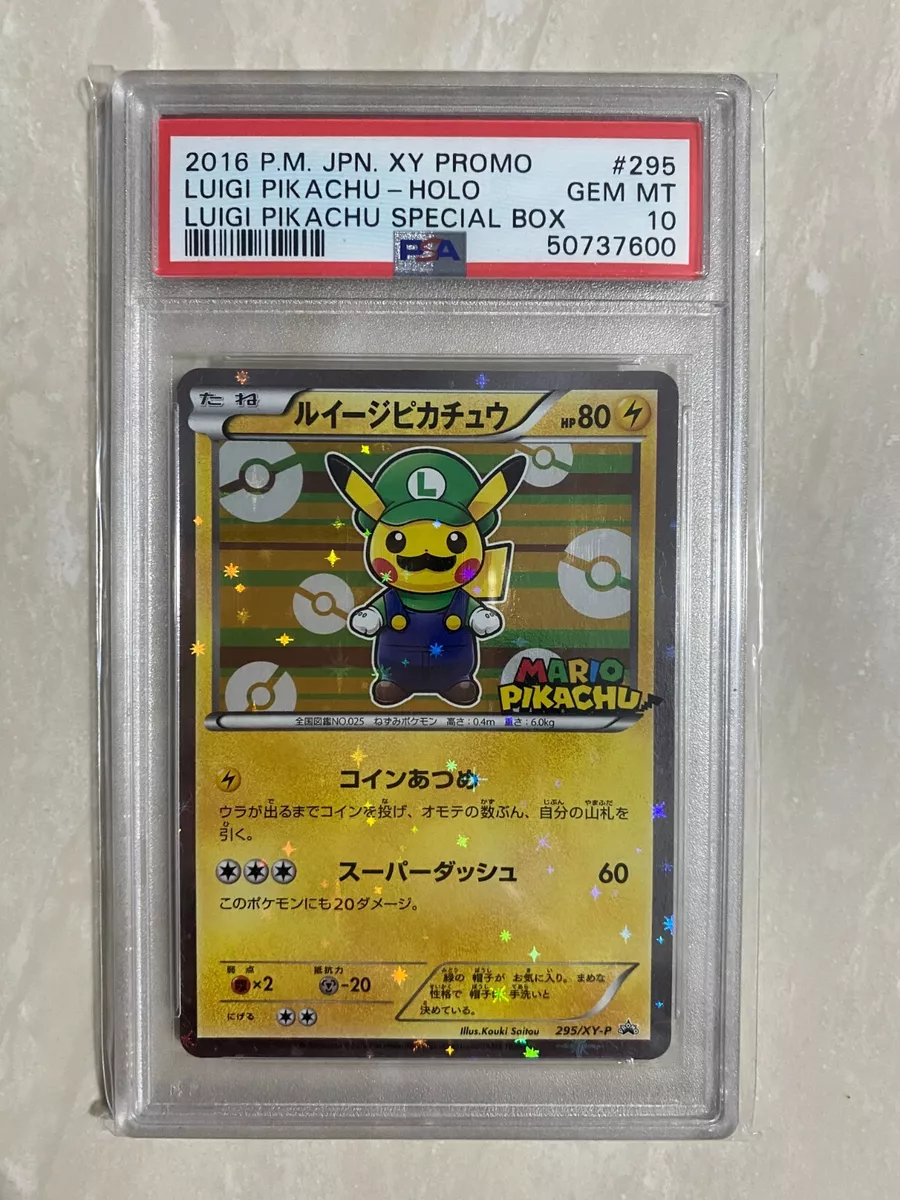 2016 P.M. JPN. XY PROMO #295
LUIGI PIKACHU - HOLO GEM MT
LUIGI PIKACHU SPECIAL BOX 10
PSA 50737600
たね ルイージピカチュウ HP80
L
MARIO
PIKACHU
全国図鑑NO.025 ねずみポケモン 高さ:0.4m 重さ:6.0kg
コインあつめ
ウラが出るまでコインを投げ、オモテの数ぶん、自分の山札を
引く。
スーパーダッシュ 60
このポケモンにも20ダメージ。
弱点 抵抗力
×2 -20
にげる
緑の 帽子が お気に入り。まめな
性格で 帽子は 手洗いと
決めている。
Illus.Kouki Saitou 295/XY-P